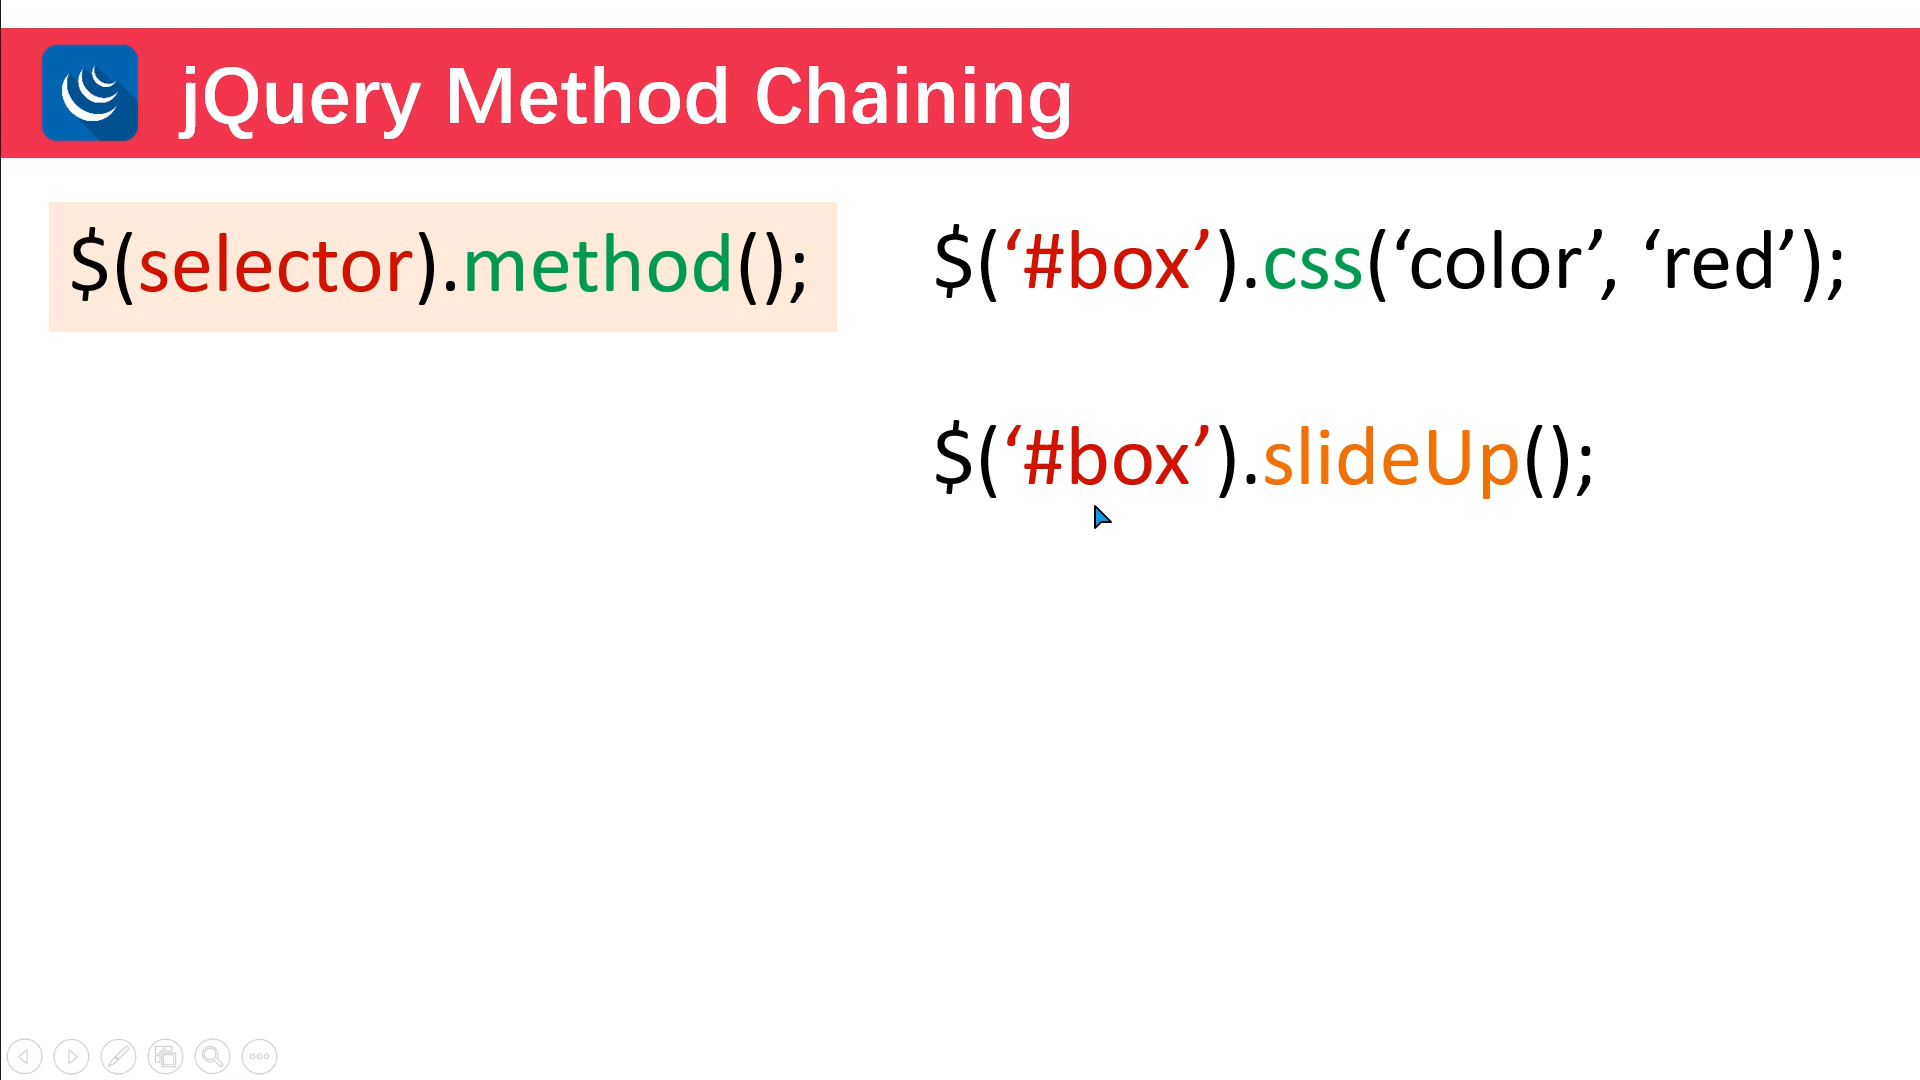 jQuery Method Chaining
$(selector).method();
$(‘#box’).css(‘color’, ‘red’);
$(‘#box’).slideUp();